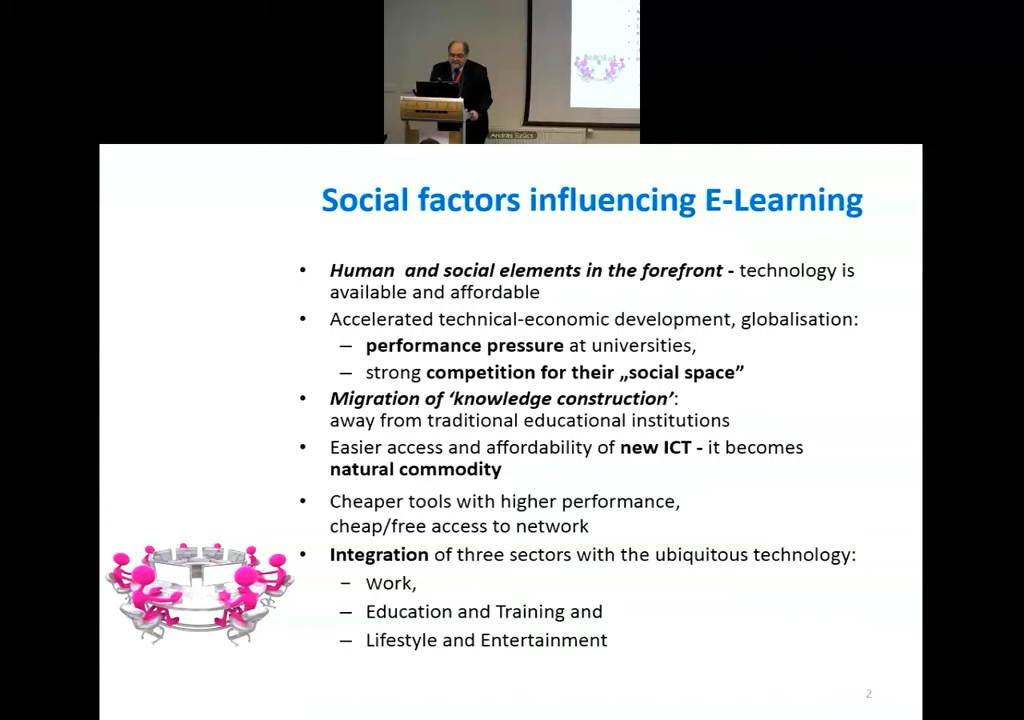 András Szűcs
Social factors influencing E-Learning
• Human and social elements in the forefront - technology is
available and affordable
• Accelerated technical-economic development, globalisation:
– performance pressure at universities,
– strong competition for their „social space”
• Migration of ‘knowledge construction’:
away from traditional educational institutions
• Easier access and affordability of new ICT - it becomes
natural commodity
• Cheaper tools with higher performance,
cheap/free access to network
• Integration of three sectors with the ubiquitous technology:
– Work,
– Education and Training and
– Lifestyle and Entertainment
2